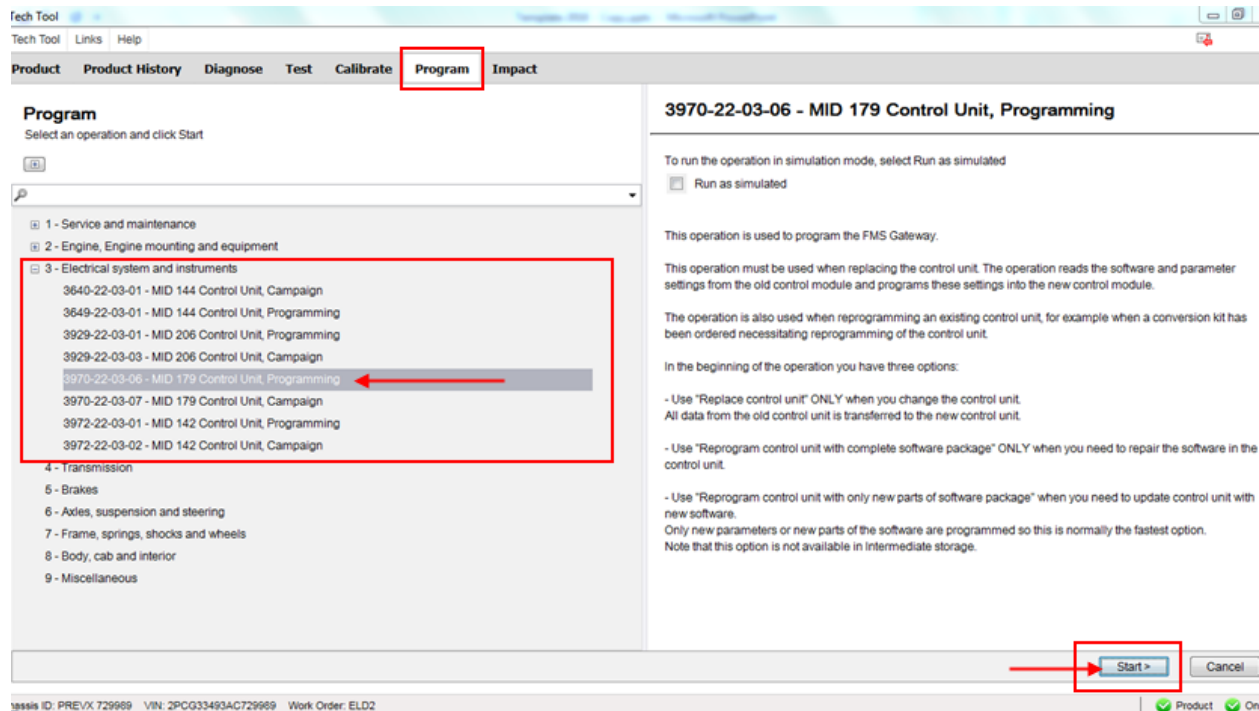 Tech Tool
Tech Tool Links Help
Product Product History Diagnose Test Calibrate Program Impact
Program
Select an operation and click Start
1 - Service and maintenance
2 - Engine, Engine mounting and equipment
3 - Electrical system and instruments
3640-22-03-01 - MID 144 Control Unit, Campaign
3649-22-03-01 - MID 144 Control Unit, Programming
3929-22-03-01 - MID 206 Control Unit, Programming
3929-22-03-03 - MID 206 Control Unit, Campaign
3970-22-03-06 - MID 179 Control Unit, Programming
3970-22-03-07 - MID 179 Control Unit, Campaign
3972-22-03-01 - MID 142 Control Unit, Programming
3972-22-03-02 - MID 142 Control Unit, Campaign
4 - Transmission
5 - Brakes
6 - Axles, suspension and steering
7 - Frame, springs, shocks and wheels
8 - Body, cab and interior
9 - Miscellaneous
3970-22-03-06 - MID 179 Control Unit, Programming
To run the operation in simulation mode, select Run as simulated
Run as simulated
This operation is used to program the FMS Gateway.
This operation must be used when replacing the control unit. The operation reads the software and parameter
settings from the old control module and programs these settings into the new control module.
The operation is also used when reprogramming an existing control unit, for example when a conversion kit has
been ordered necessitating reprogramming of the control unit.
In the beginning of the operation you have three options:
- Use "Replace control unit" ONLY when you change the control unit.
All data from the old control unit is transferred to the new control unit.
- Use "Reprogram control unit with complete software package" ONLY when you need to repair the software in the
control unit.
- Use "Reprogram control unit with only new parts of software package" when you need to update control unit with
new software.
Only new parameters or new parts of the software are programmed so this is normally the fastest option.
Note that this option is not available in Intermediate storage.
Start > Cancel
hassis ID: PREVX 729989 VIN: 2PCG33493AC729989 Work Order: ELD2 Product On